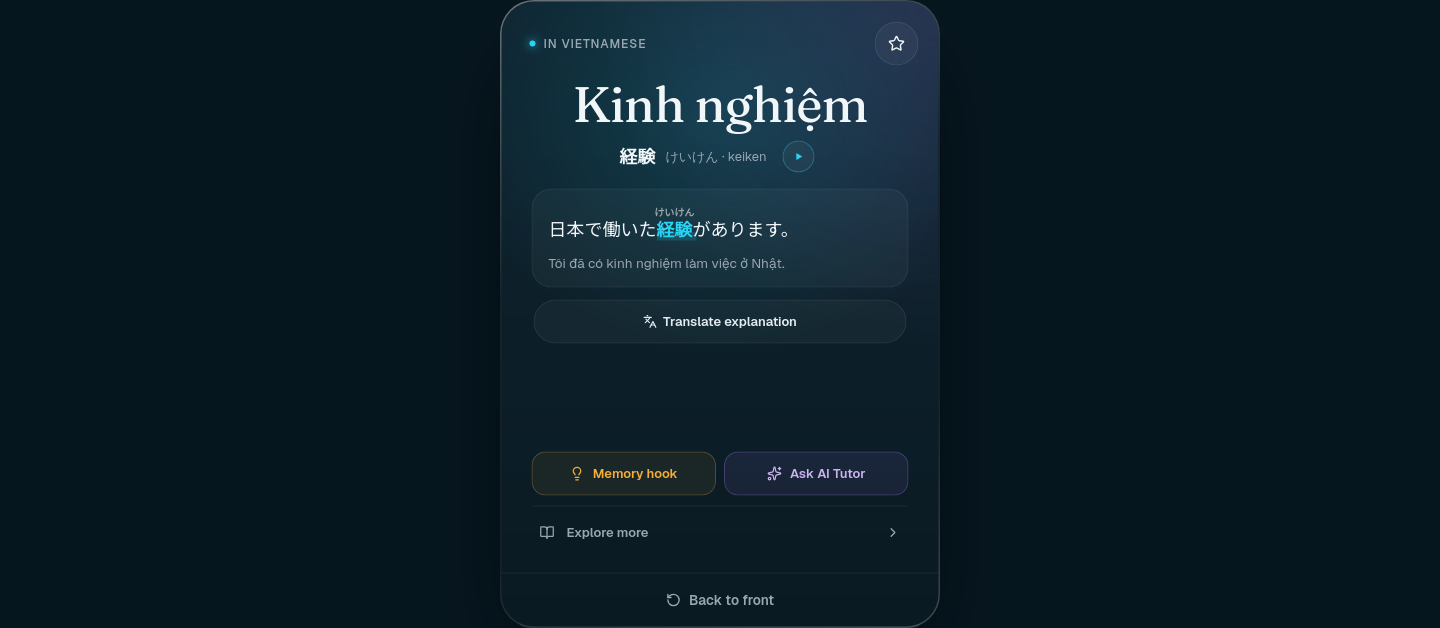 IN VIETNAMESE
Kinh nghiệm
経験 けいけん · keiken
けいけん
日本で働いた経験があります。
Tôi đã có kinh nghiệm làm việc ở Nhật.
Translate explanation
Memory hook
Ask AI Tutor
Explore more
Back to front